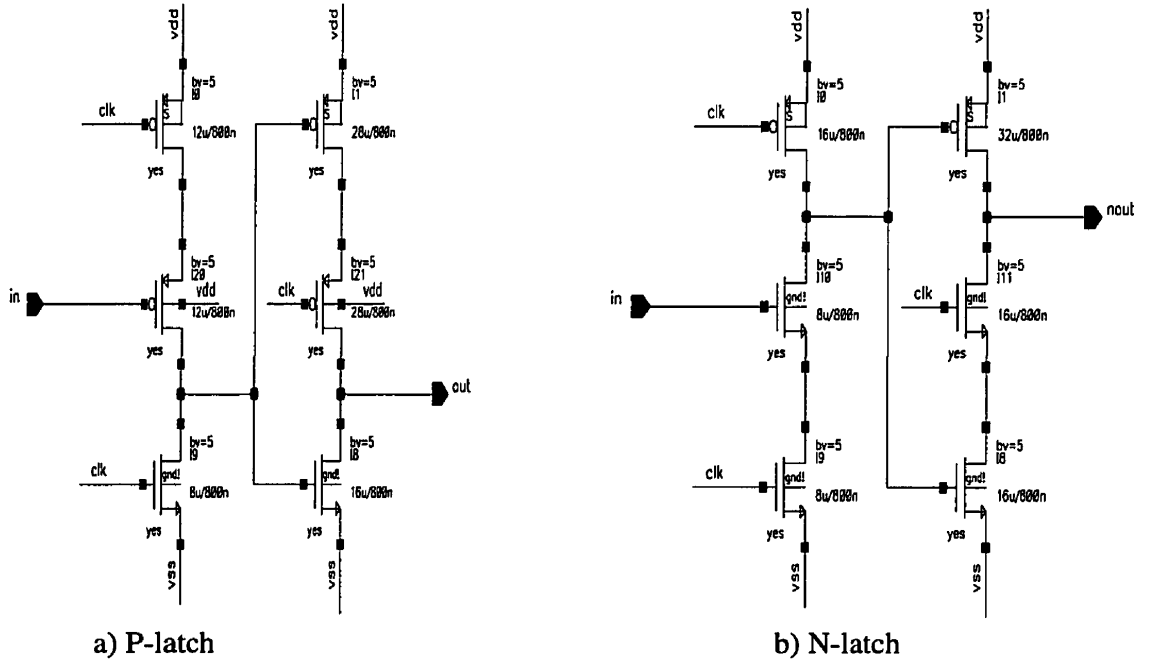 vdd
vdd
bv=5
I0
S
clk
12u/800n
yes
bv=5
I1
S
28u/800n
yes
bv=5
I20
in
vdd
12u/800n
yes
bv=5
I21
clk
vdd
28u/800n
yes
out
bv=5
I9
clk
gnd!
8u/800n
yes
bv=5
I8
gnd!
16u/800n
yes
vss
vss
a) P-latch
vdd
vdd
bv=5
I0
S
clk
16u/800n
yes
bv=5
I1
S
32u/800n
yes
nout
bv=5
I10
in
gnd!
8u/800n
yes
bv=5
I11
clk
gnd!
16u/800n
yes
bv=5
I9
clk
gnd!
8u/800n
yes
bv=5
I8
gnd!
16u/800n
yes
vss
vss
b) N-latch